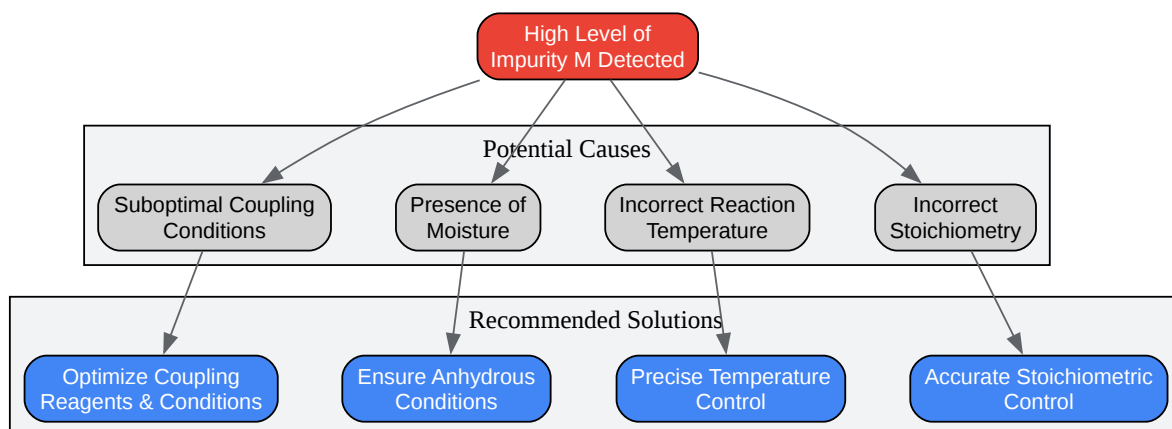 High Level of
Impurity M Detected
Potential Causes
Suboptimal Coupling
Conditions
Presence of
Moisture
Incorrect Reaction
Temperature
Incorrect
Stoichiometry
Recommended Solutions
Optimize Coupling
Reagents & Conditions
Ensure Anhydrous
Conditions
Precise Temperature
Control
Accurate Stoichiometric
Control